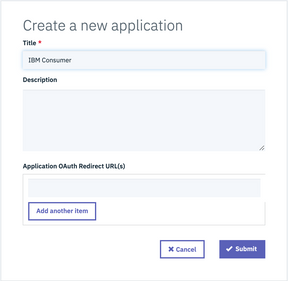 Create a new application
Title *
IBM Consumer
Description
Application OAuth Redirect URL(s)
Add another item
✖ Cancel
✔ Submit